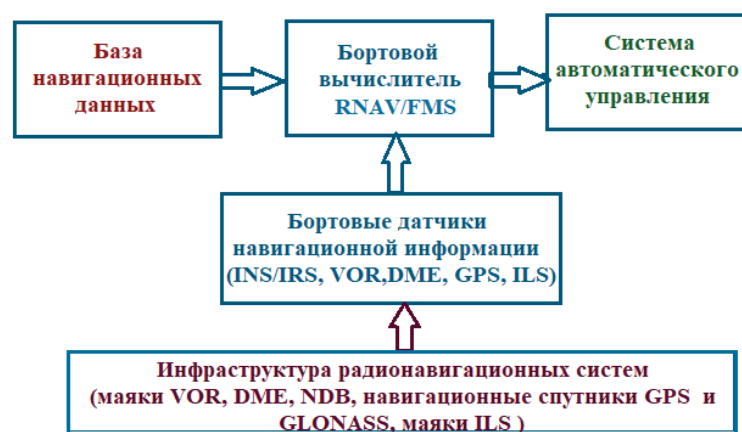 База
навигационных
данных
Бортовой
вычислитель
RNAV/FMS
Система
автоматического
управления
Бортовые датчики
навигационной информации
(INS/IRS, VOR,DME, GPS, ILS)
Инфраструктура радионавигационных систем
(маяки VOR, DME, NDB, навигационные спутники GPS и
GLONASS, маяки ILS )